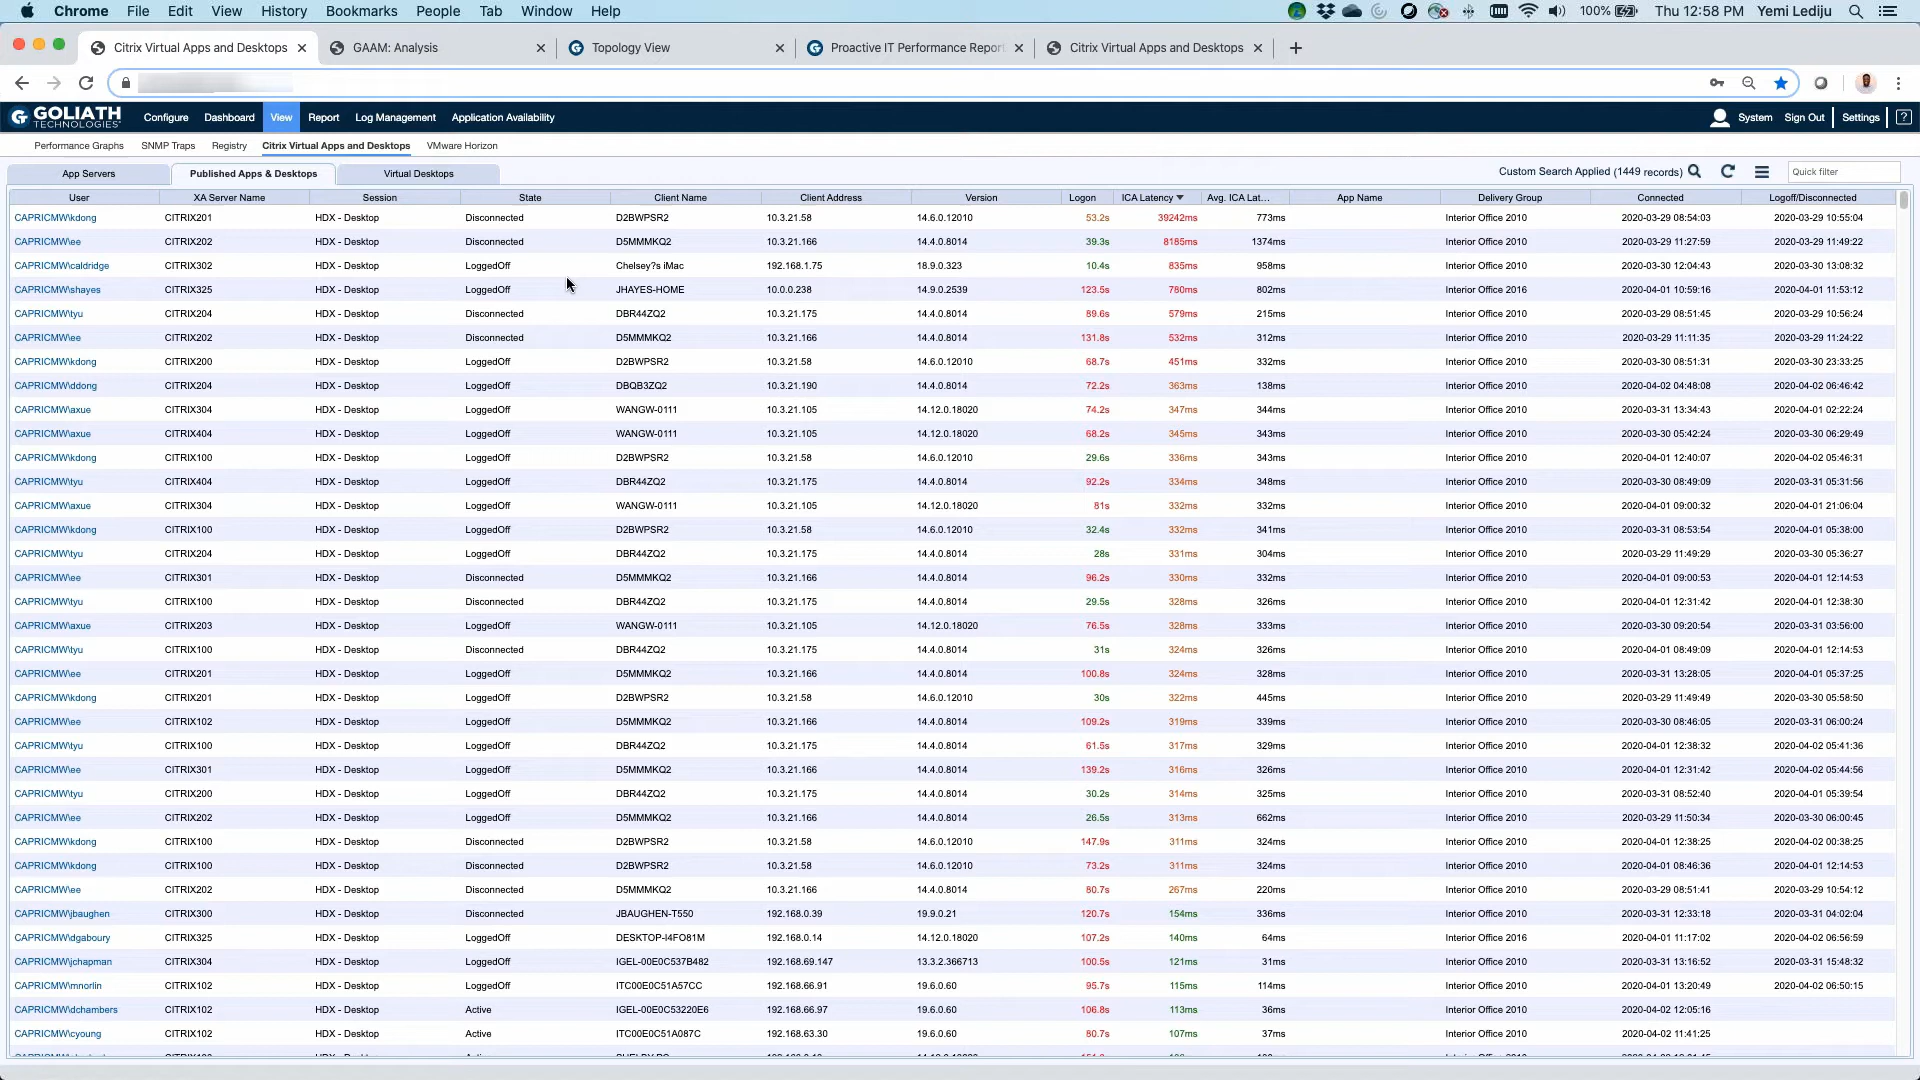 Chrome File Edit View History Bookmarks People Tab Window Help 100% Thu 12:58 PM Yemi Lediju
Citrix Virtual Apps and Desktops GAAM: Analysis Topology View Proactive IT Performance Repor Citrix Virtual Apps and Desktops
GOLIATH TECHNOLOGIES Configure Dashboard View Report Log Management Application Availability System Sign Out Settings ?
Performance Graphs SNMP Traps Registry Citrix Virtual Apps and Desktops VMware Horizon
App Servers Published Apps & Desktops Virtual Desktops Custom Search Applied (1449 records) Quick filter
User XA Server Name Session State Client Name Client Address Version Logon ICA Latency Avg. ICA Lat... App Name Delivery Group Connected Logoff/Disconnected
CAPRICMW\kdong CITRIX201 HDX - Desktop Disconnected D2BWPSR2 10.3.21.58 14.6.0.12010 53.2s 39242ms 773ms Interior Office 2010 2020-03-29 08:54:03 2020-03-29 10:55:04
CAPRICMW\ee CITRIX202 HDX - Desktop Disconnected D5MMMKQ2 10.3.21.166 14.4.0.8014 39.3s 8185ms 1374ms Interior Office 2010 2020-03-29 11:27:59 2020-03-29 11:49:22
CAPRICMW\caldridge CITRIX302 HDX - Desktop LoggedOff Chelsey?s iMac 192.168.1.75 18.9.0.323 10.4s 835ms 958ms Interior Office 2010 2020-03-30 12:04:43 2020-03-30 13:08:32
CAPRICMW\shayes CITRIX325 HDX - Desktop LoggedOff JHAYES-HOME 10.0.0.238 14.9.0.2539 123.5s 780ms 802ms Interior Office 2016 2020-04-01 10:59:16 2020-04-01 11:53:12
CAPRICMW\tyu CITRIX204 HDX - Desktop Disconnected DBR44ZQ2 10.3.21.175 14.4.0.8014 89.6s 579ms 215ms Interior Office 2010 2020-03-29 08:51:45 2020-03-29 10:56:24
CAPRICMW\ee CITRIX202 HDX - Desktop Disconnected D5MMMKQ2 10.3.21.166 14.4.0.8014 131.8s 532ms 312ms Interior Office 2010 2020-03-29 11:11:35 2020-03-29 11:24:22
CAPRICMW\kdong CITRIX200 HDX - Desktop LoggedOff D2BWPSR2 10.3.21.58 14.6.0.12010 68.7s 451ms 332ms Interior Office 2010 2020-03-30 08:51:31 2020-03-30 23:33:25
CAPRICMW\ddong CITRIX204 HDX - Desktop LoggedOff DBQB3ZQ2 10.3.21.190 14.4.0.8014 72.2s 363ms 138ms Interior Office 2010 2020-04-02 04:48:08 2020-04-02 06:46:42
CAPRICMW\axue CITRIX304 HDX - Desktop LoggedOff WANGW-0111 10.3.21.105 14.12.0.18020 74.2s 347ms 344ms Interior Office 2010 2020-03-31 13:34:43 2020-04-01 02:22:24
CAPRICMW\axue CITRIX404 HDX - Desktop LoggedOff WANGW-0111 10.3.21.105 14.12.0.18020 68.2s 345ms 343ms Interior Office 2010 2020-03-30 05:42:24 2020-03-30 06:29:49
CAPRICMW\kdong CITRIX100 HDX - Desktop LoggedOff D2BWPSR2 10.3.21.58 14.6.0.12010 29.6s 336ms 343ms Interior Office 2010 2020-04-01 12:40:07 2020-04-02 05:46:31
CAPRICMW\tyu CITRIX404 HDX - Desktop LoggedOff DBR44ZQ2 10.3.21.175 14.4.0.8014 92.2s 334ms 348ms Interior Office 2010 2020-03-30 08:49:09 2020-03-31 05:31:56
CAPRICMW\axue CITRIX304 HDX - Desktop LoggedOff WANGW-0111 10.3.21.105 14.12.0.18020 81s 332ms 332ms Interior Office 2010 2020-04-01 09:00:32 2020-04-01 21:06:04
CAPRICMW\kdong CITRIX100 HDX - Desktop LoggedOff D2BWPSR2 10.3.21.58 14.6.0.12010 32.4s 332ms 341ms Interior Office 2010 2020-03-31 08:53:54 2020-04-01 05:38:00
CAPRICMW\tyu CITRIX204 HDX - Desktop LoggedOff DBR44ZQ2 10.3.21.175 14.4.0.8014 28s 331ms 304ms Interior Office 2010 2020-03-29 11:49:29 2020-03-30 05:36:27
CAPRICMW\ee CITRIX301 HDX - Desktop Disconnected D5MMMKQ2 10.3.21.166 14.4.0.8014 96.2s 330ms 332ms Interior Office 2010 2020-04-01 09:00:53 2020-04-01 12:14:53
CAPRICMW\tyu CITRIX100 HDX - Desktop Disconnected DBR44ZQ2 10.3.21.175 14.4.0.8014 29.5s 328ms 326ms Interior Office 2010 2020-04-01 12:31:42 2020-04-01 12:38:30
CAPRICMW\axue CITRIX203 HDX - Desktop LoggedOff WANGW-0111 10.3.21.105 14.12.0.18020 76.5s 328ms 333ms Interior Office 2010 2020-03-30 09:20:54 2020-03-31 03:56:00
CAPRICMW\tyu CITRIX100 HDX - Desktop Disconnected DBR44ZQ2 10.3.21.175 14.4.0.8014 31s 324ms 326ms Interior Office 2010 2020-04-01 08:49:09 2020-04-01 12:14:53
CAPRICMW\ee CITRIX201 HDX - Desktop LoggedOff D5MMMKQ2 10.3.21.166 14.4.0.8014 100.8s 324ms 328ms Interior Office 2010 2020-03-31 13:28:05 2020-04-01 05:37:25
CAPRICMW\kdong CITRIX201 HDX - Desktop LoggedOff D2BWPSR2 10.3.21.58 14.6.0.12010 30s 322ms 445ms Interior Office 2010 2020-03-29 11:49:49 2020-03-30 05:58:50
CAPRICMW\ee CITRIX102 HDX - Desktop LoggedOff D5MMMKQ2 10.3.21.166 14.4.0.8014 109.2s 319ms 339ms Interior Office 2010 2020-03-30 08:46:05 2020-03-31 06:00:24
CAPRICMW\tyu CITRIX100 HDX - Desktop LoggedOff DBR44ZQ2 10.3.21.175 14.4.0.8014 61.5s 317ms 329ms Interior Office 2010 2020-04-01 12:38:32 2020-04-02 05:41:36
CAPRICMW\ee CITRIX301 HDX - Desktop LoggedOff D5MMMKQ2 10.3.21.166 14.4.0.8014 139.2s 316ms 326ms Interior Office 2010 2020-04-01 12:31:42 2020-04-02 05:44:56
CAPRICMW\tyu CITRIX200 HDX - Desktop LoggedOff DBR44ZQ2 10.3.21.175 14.4.0.8014 30.2s 314ms 325ms Interior Office 2010 2020-03-31 08:52:40 2020-04-01 05:39:54
CAPRICMW\ee CITRIX202 HDX - Desktop LoggedOff D5MMMKQ2 10.3.21.166 14.4.0.8014 26.5s 313ms 662ms Interior Office 2010 2020-03-29 11:50:34 2020-03-30 06:00:45
CAPRICMW\kdong CITRIX100 HDX - Desktop Disconnected D2BWPSR2 10.3.21.58 14.6.0.12010 147.9s 311ms 324ms Interior Office 2010 2020-04-01 12:38:25 2020-04-02 00:38:25
CAPRICMW\kdong CITRIX100 HDX - Desktop Disconnected D2BWPSR2 10.3.21.58 14.6.0.12010 73.2s 311ms 324ms Interior Office 2010 2020-04-01 08:46:36 2020-04-01 12:14:53
CAPRICMW\ee CITRIX202 HDX - Desktop Disconnected D5MMMKQ2 10.3.21.166 14.4.0.8014 80.7s 267ms 220ms Interior Office 2010 2020-03-29 08:51:41 2020-03-29 10:54:12
CAPRICMW\jbaughen CITRIX300 HDX - Desktop Disconnected JBAUGHEN-T550 192.168.0.39 19.9.0.21 120.7s 154ms 336ms Interior Office 2010 2020-03-31 12:33:18 2020-03-31 04:02:04
CAPRICMW\dgaboury CITRIX325 HDX - Desktop LoggedOff DESKTOP-I4FO81M 192.168.0.14 14.12.0.18020 107.2s 140ms 64ms Interior Office 2016 2020-04-01 11:17:02 2020-04-02 06:56:59
CAPRICMW\jchapman CITRIX304 HDX - Desktop LoggedOff IGEL-00E0C537B482 192.168.69.147 13.3.2.366713 100.5s 121ms 31ms Interior Office 2010 2020-03-31 13:16:52 2020-03-31 15:48:32
CAPRICMW\mnorlin CITRIX102 HDX - Desktop LoggedOff ITC00E0C51A57CC 192.168.66.91 19.6.0.60 95.7s 115ms 114ms Interior Office 2010 2020-04-01 13:20:49 2020-04-02 06:50:15
CAPRICMW\dchambers CITRIX102 HDX - Desktop Active IGEL-00E0C53220E6 192.168.66.97 19.6.0.60 106.8s 113ms 36ms Interior Office 2010 2020-04-02 12:05:16
CAPRICMW\cyoung CITRIX102 HDX - Desktop Active ITC00E0C51A087C 192.168.63.30 19.6.0.60 80.7s 107ms 37ms Interior Office 2010 2020-04-02 11:41:25